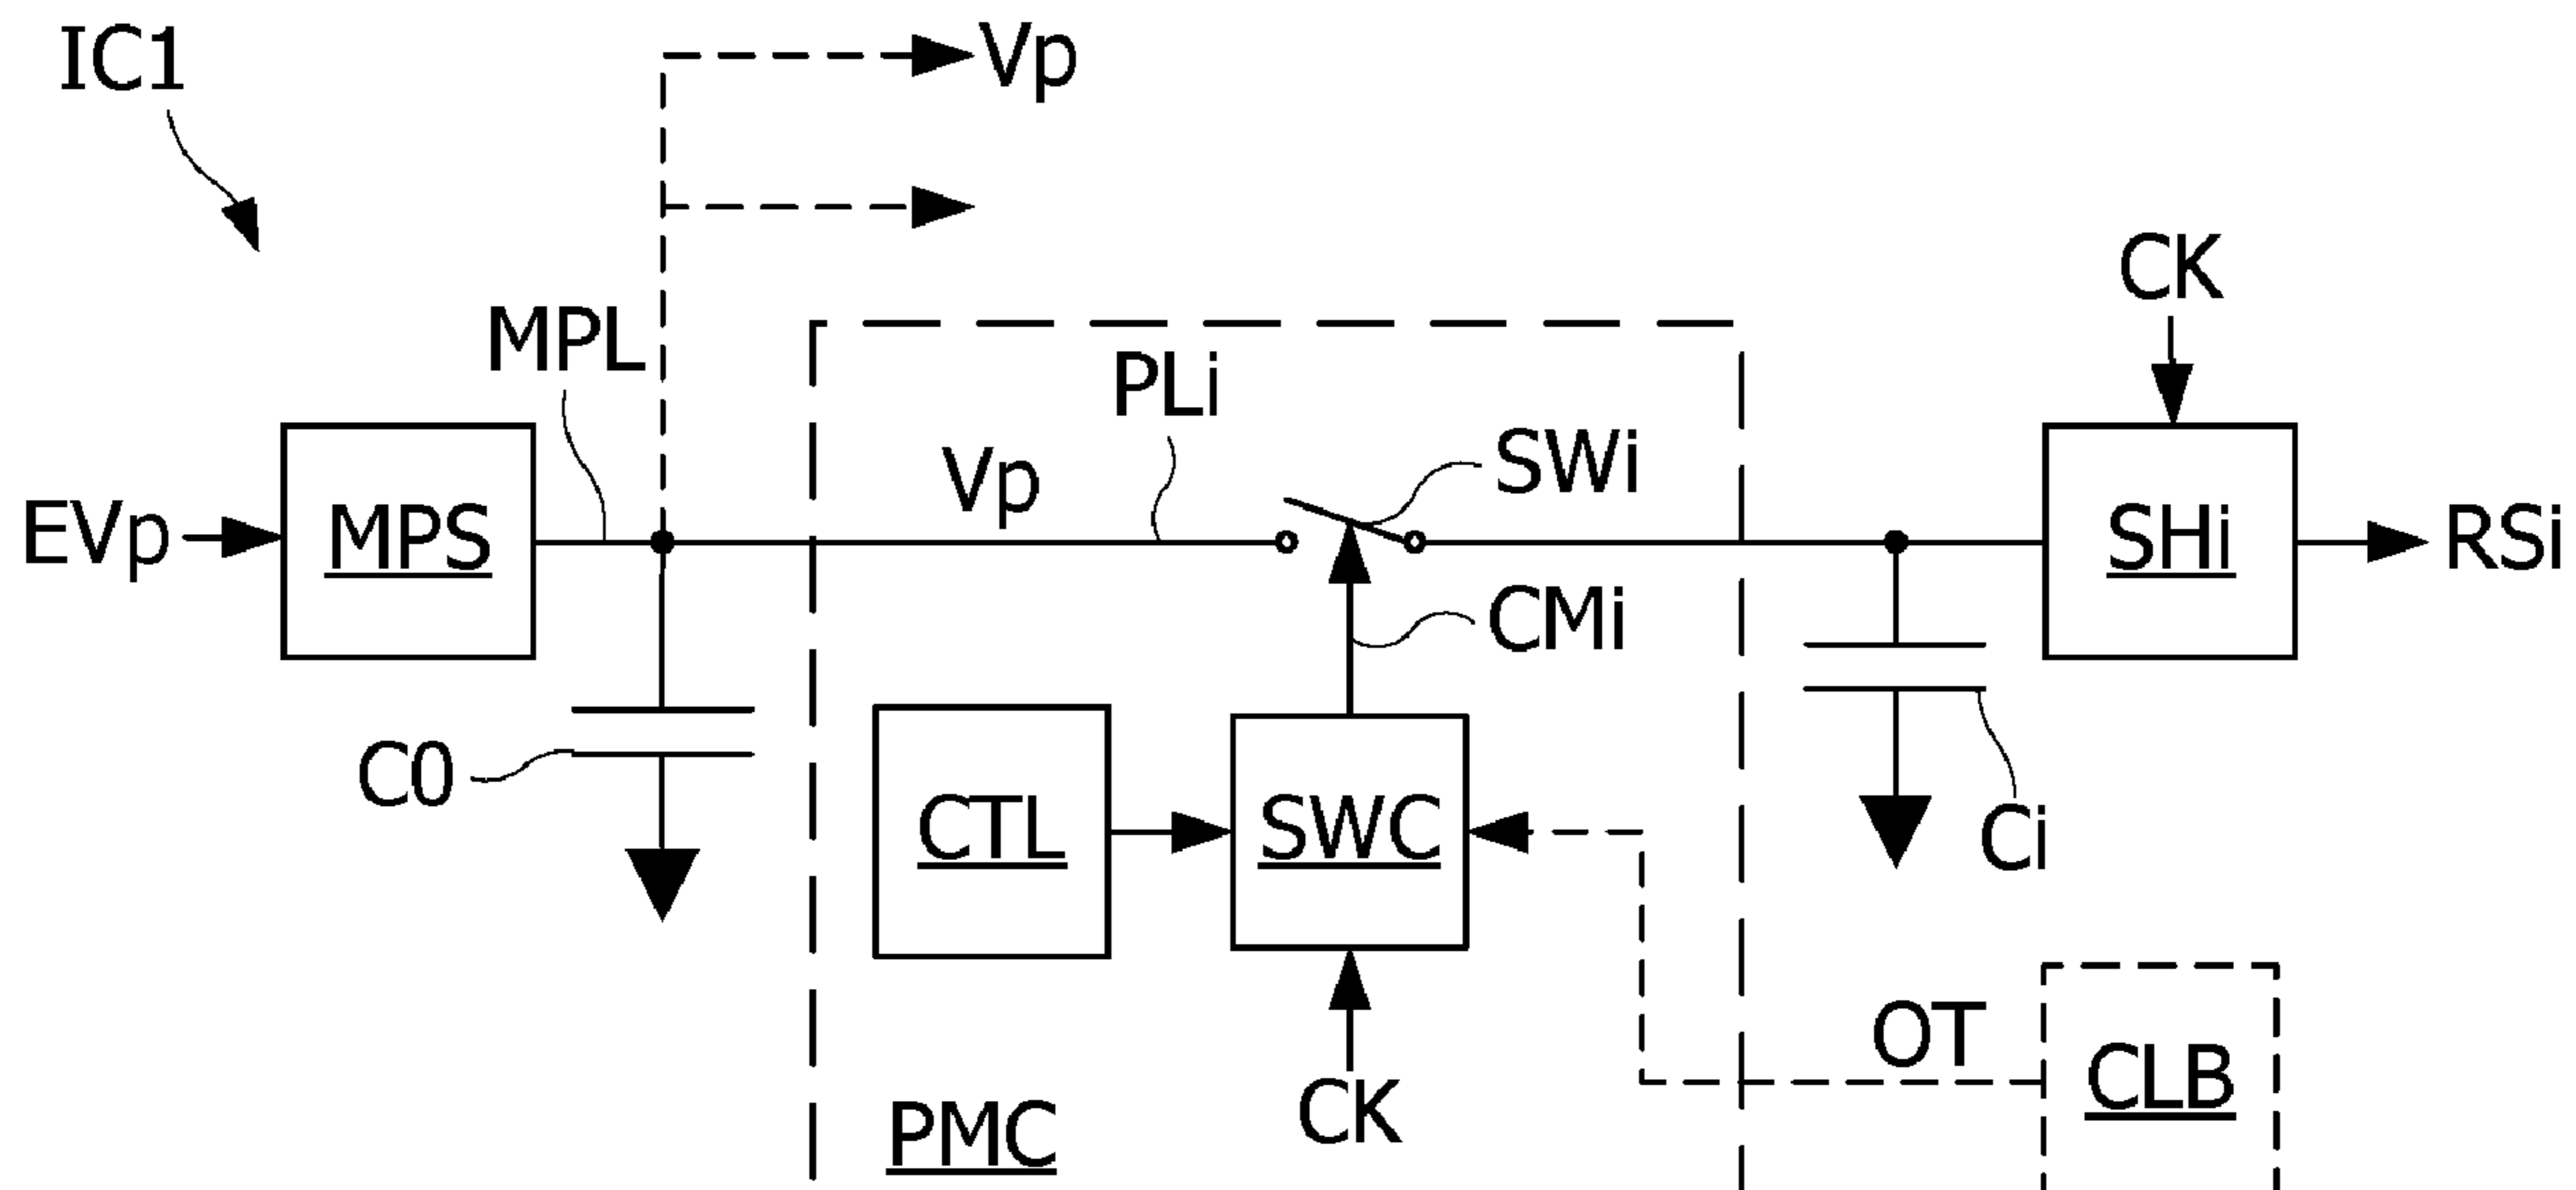 IC1
Vp
CK
MPL
PLi
SWi
Vp
EVp
MPS
SHi
RSi
CMi
C0
CTL
SWC
Ci
OT
CLB
CK
PMC